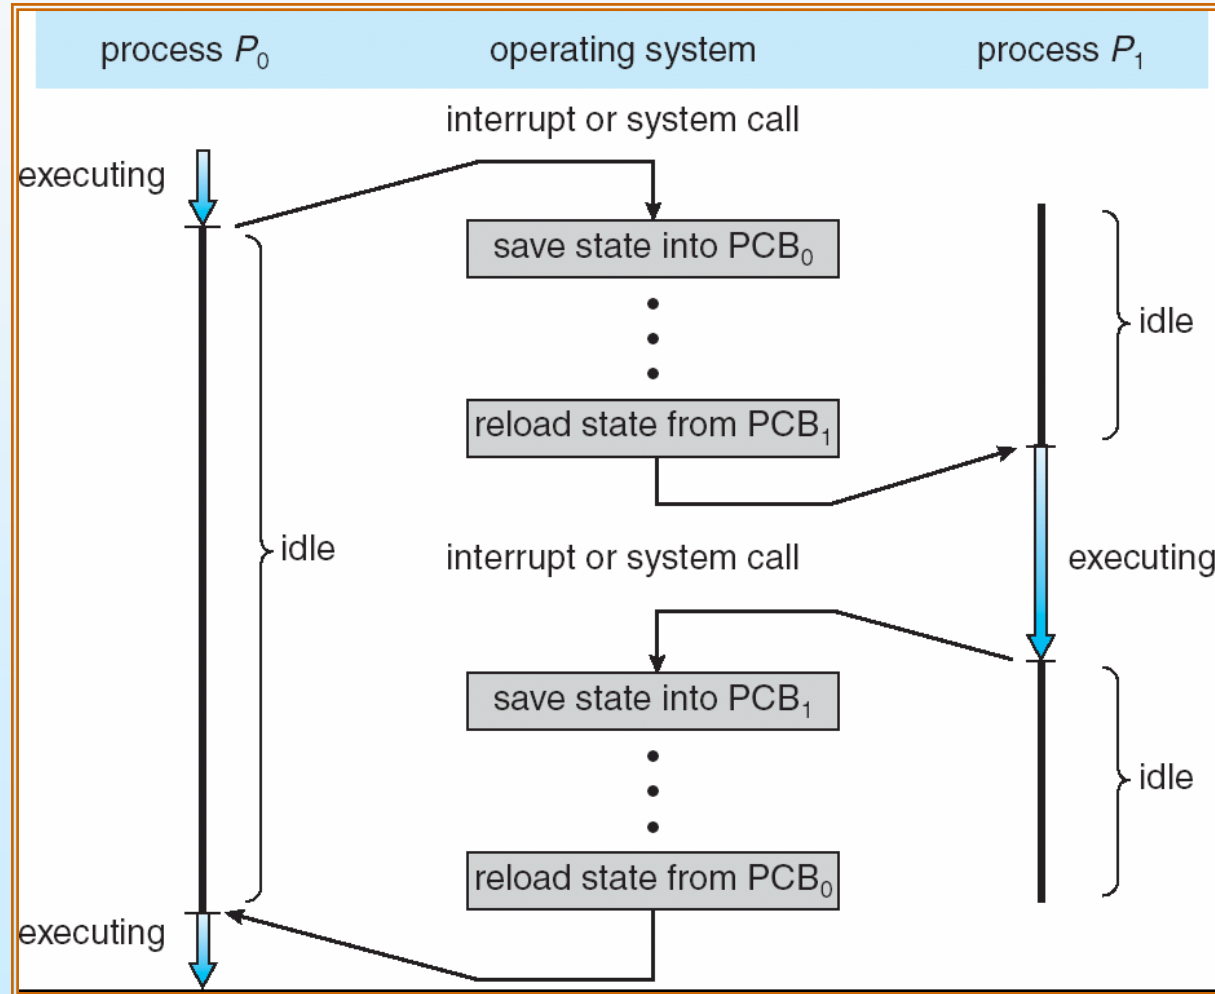 process P₀ operating system process P₁
interrupt or system call
executing
save state into PCB₀
idle
reload state from PCB₁
idle
interrupt or system call
executing
save state into PCB₁
idle
reload state from PCB₀
executing